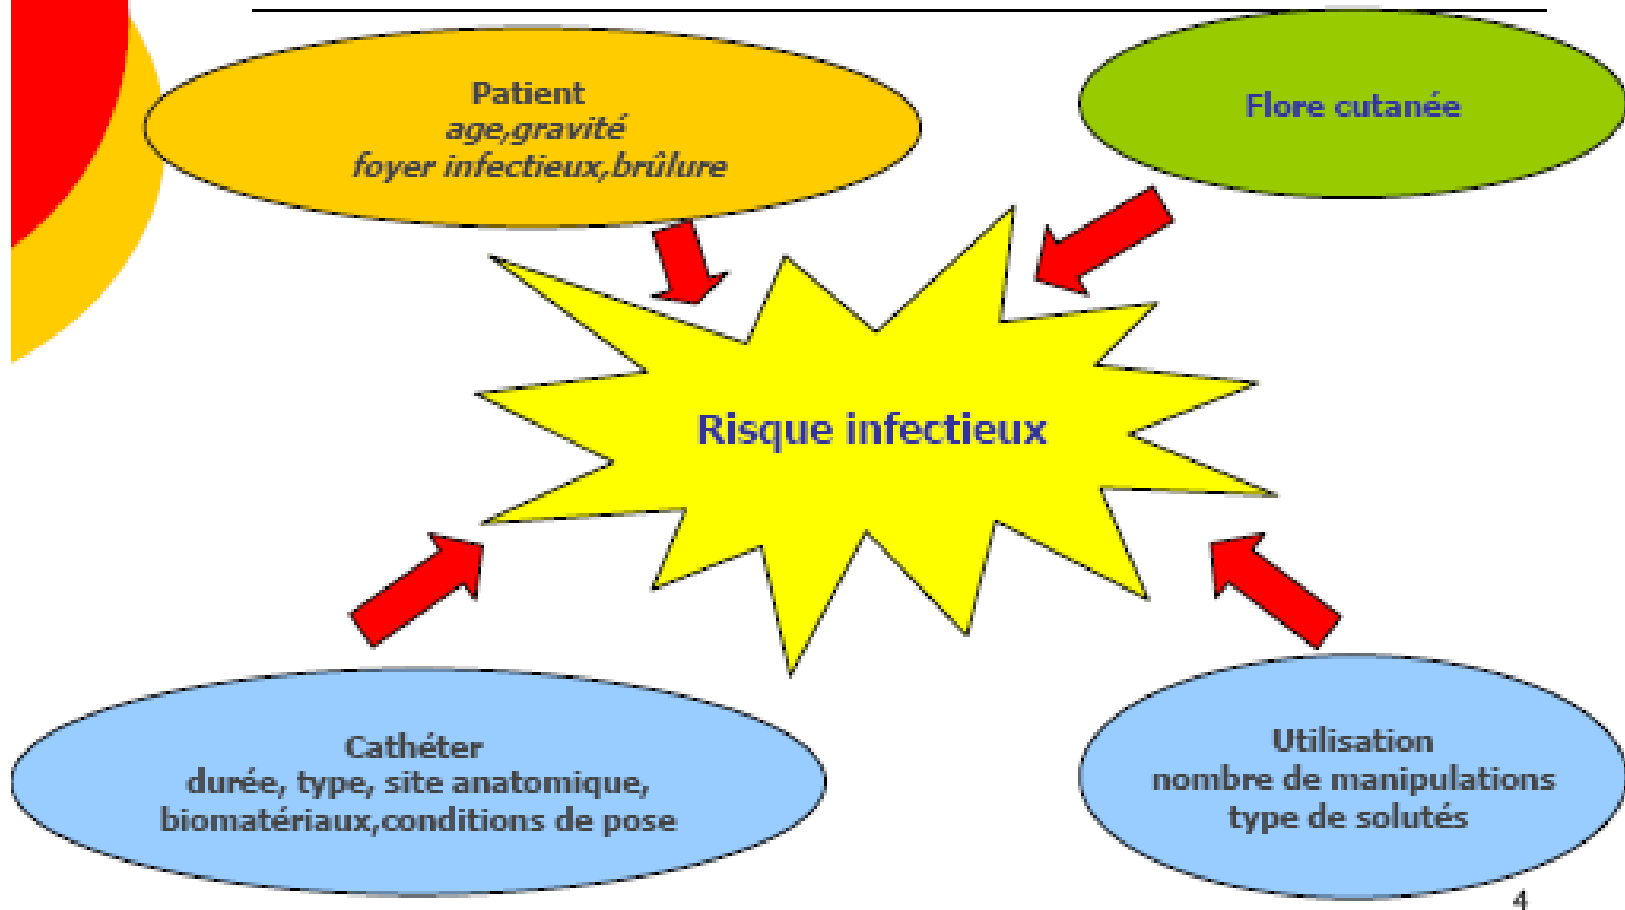 Patient
age,gravité
foyer infectieux,brûlure
Flore cutanée
Risque infectieux
Cathéter
durée, type, site anatomique,
biomatériaux,conditions de pose
Utilisation
nombre de manipulations
type de solutés
4